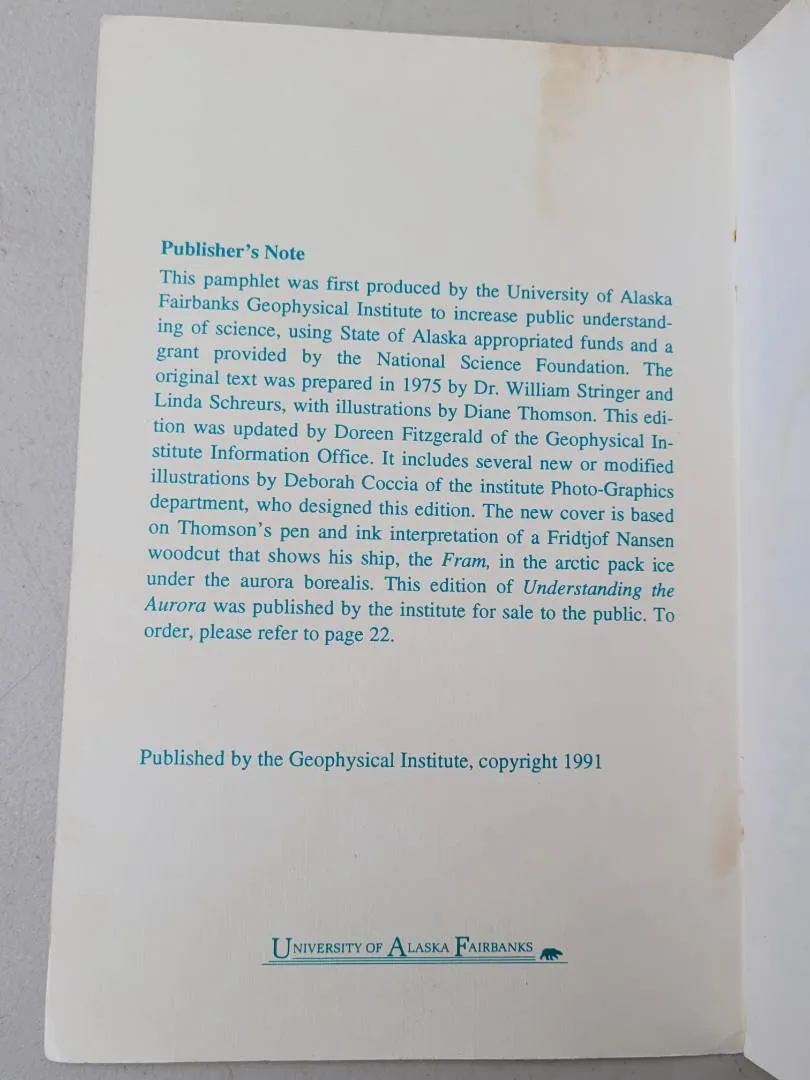 Publisher's Note
This pamphlet was first produced by the University of Alaska
Fairbanks Geophysical Institute to increase public understand-
ing of science, using State of Alaska appropriated funds and a
grant provided by the National Science Foundation. The
original text was prepared in 1975 by Dr. William Stringer and
Linda Schreurs, with illustrations by Diane Thomson. This edi-
tion was updated by Doreen Fitzgerald of the Geophysical In-
stitute Information Office. It includes several new or modified
illustrations by Deborah Coccia of the institute Photo-Graphics
department, who designed this edition. The new cover is based
on Thomson's pen and ink interpretation of a Fridtjof Nansen
woodcut that shows his ship, the Fram, in the arctic pack ice
under the aurora borealis. This edition of Understanding the
Aurora was published by the institute for sale to the public. To
order, please refer to page 22.
Published by the Geophysical Institute, copyright 1991
UNIVERSITY OF ALASKA FAIRBANKS